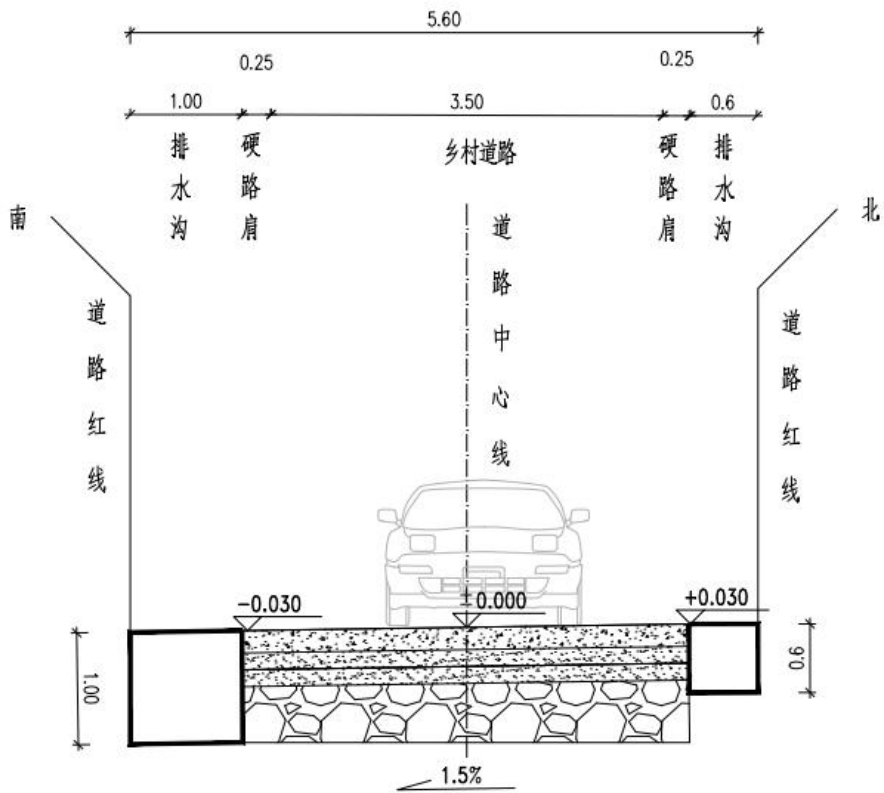 5.60
0.25
0.25
1.00
3.50
0.6
排水沟
硬路肩
乡村道路
硬路肩
排水沟
南
北
道路中心线
道路红线
道路红线
-0.030
±0.000
+0.030
1.00
0.6
1.5%